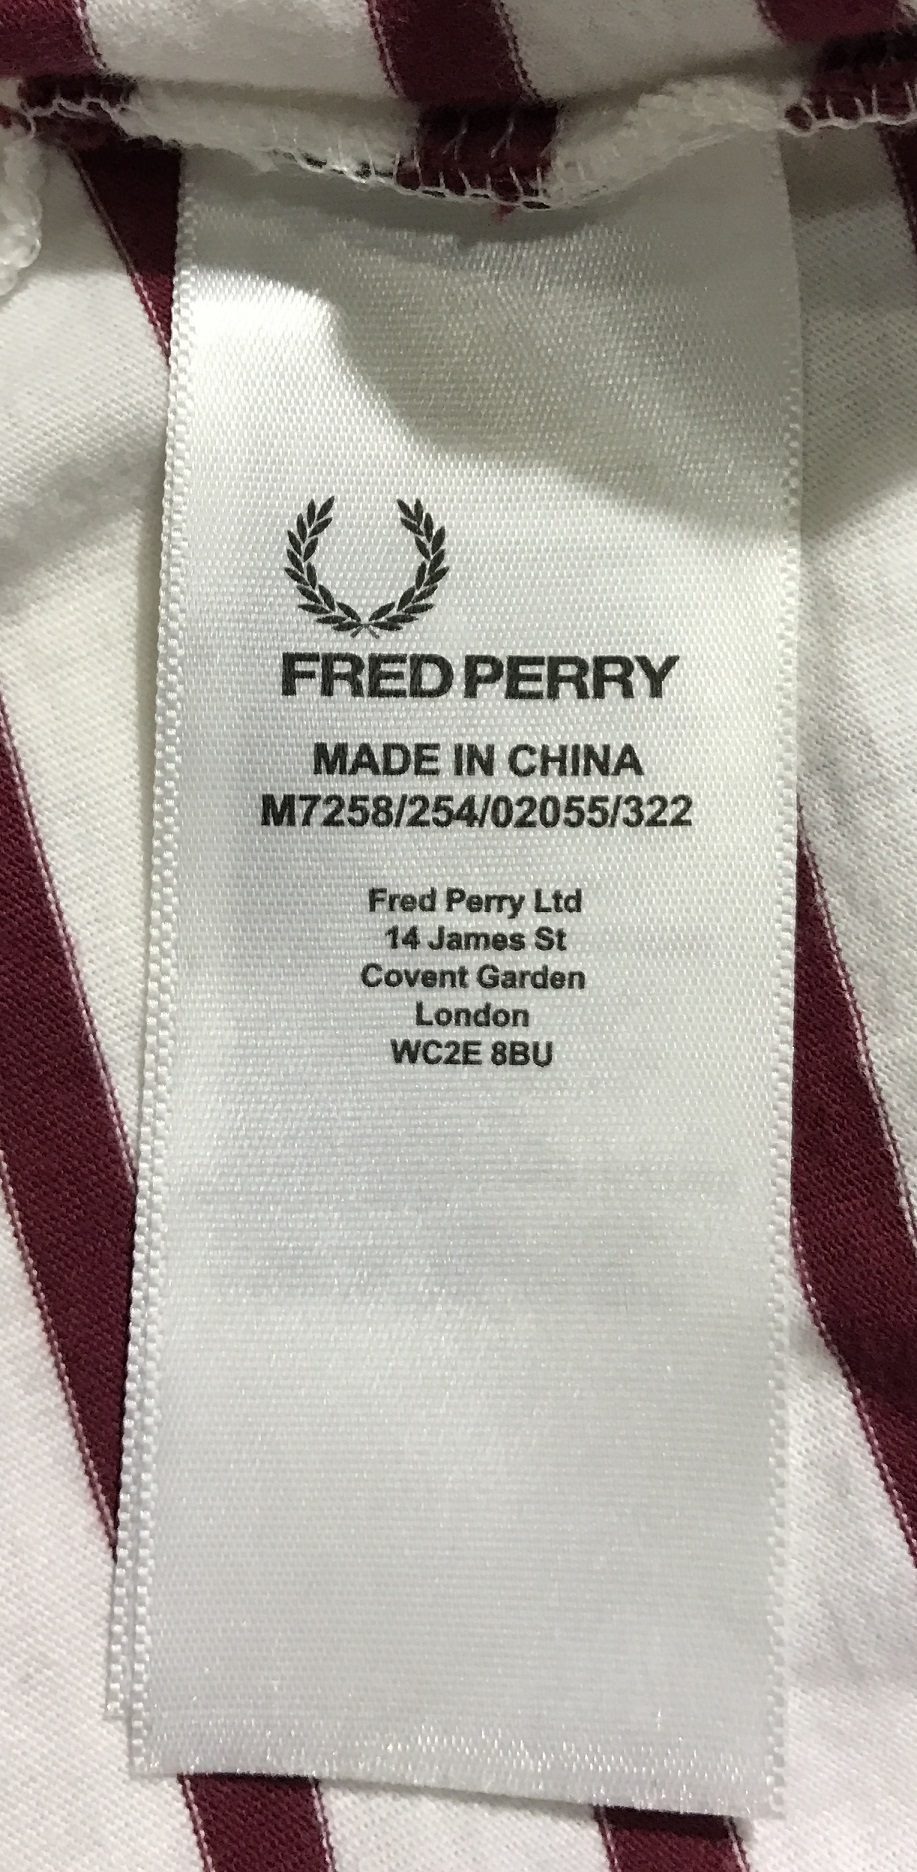 FRED PERRY
MADE IN CHINA
M7258/254/02055/322
Fred Perry Ltd
14 James St
Covent Garden
London
WC2E 8BU